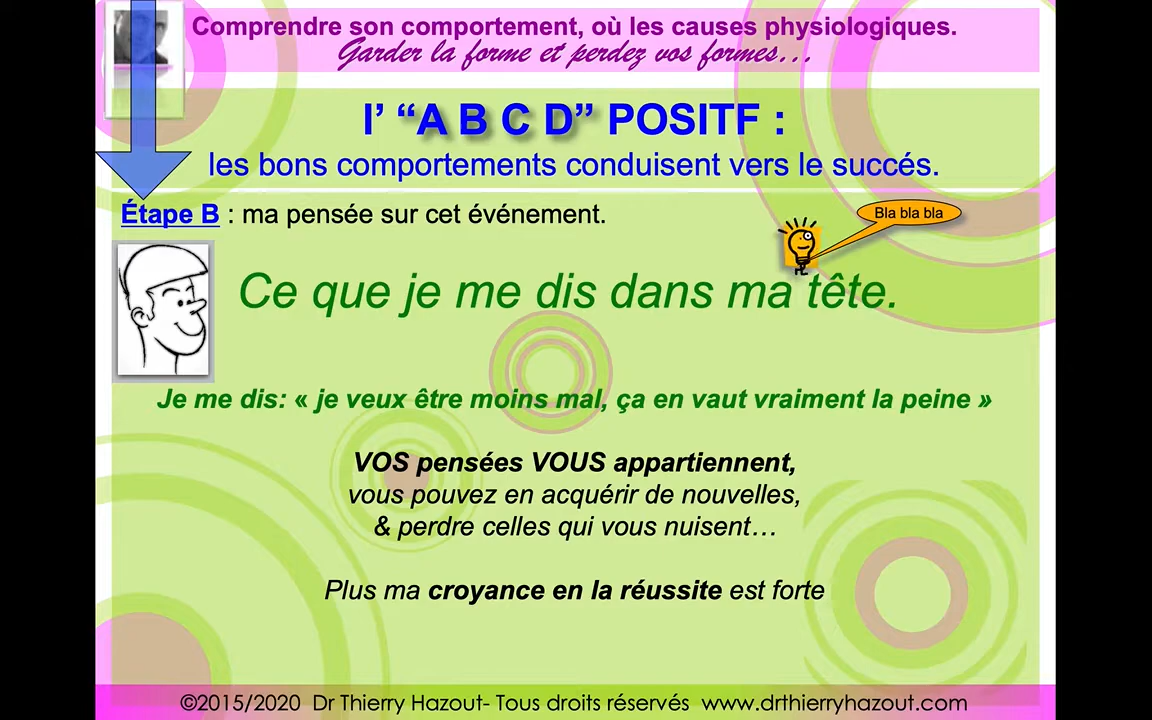 Comprendre son comportement, où les causes physiologiques.
Garder la forme et perdez vos formes...
l’ “A B C D” POSITF :
les bons comportements conduisent vers le succés.
Étape B : ma pensée sur cet événement.
Bla bla bla
Ce que je me dis dans ma tête.
Je me dis: « je veux être moins mal, ça en vaut vraiment la peine »
VOS pensées VOUS appartiennent,
vous pouvez en acquérir de nouvelles,
& perdre celles qui vous nuisent…
Plus ma croyance en la réussite est forte
©2015/2020 Dr Thierry Hazout- Tous droits réservés www.drthierryhazout.com